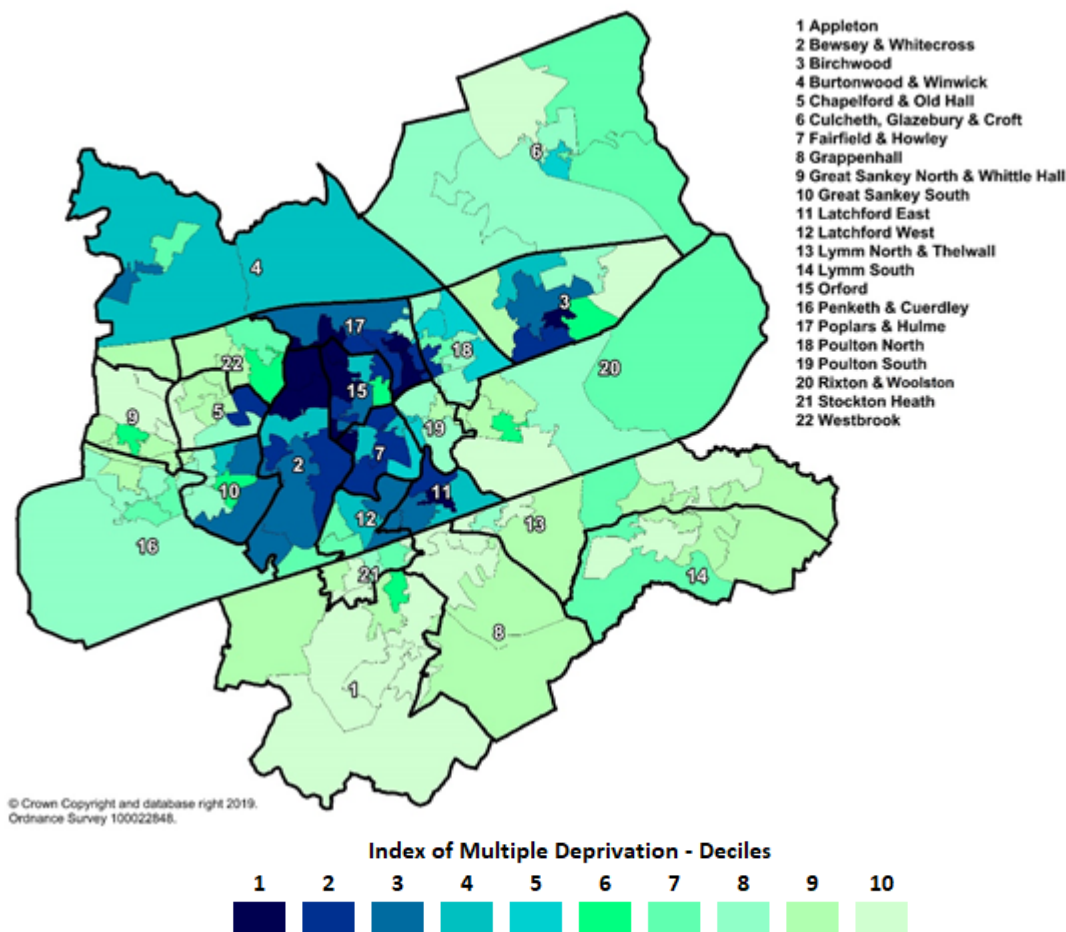 1 Appleton
2 Bewsey & Whitecross
3 Birchwood
4 Burtonwood & Winwick
5 Chapelford & Old Hall
6 Culcheth, Glazebury & Croft
7 Fairfield & Howley
8 Grappenhall
9 Great Sankey North & Whittle Hall
10 Great Sankey South
11 Latchford East
12 Latchford West
13 Lymm North & Thelwall
14 Lymm South
15 Orford
16 Penketh & Cuerdley
17 Poplars & Hulme
18 Poulton North
19 Poulton South
20 Rixton & Woolston
21 Stockton Heath
22 Westbrook
6
4
3
17
18
22
20
15
9
5
19
2
7
10
11
12
13
16
21
14
8
1
© Crown Copyright and database right 2019.
Ordnance Survey 100022848.
Index of Multiple Deprivation - Deciles
1 2 3 4 5 6 7 8 9 10